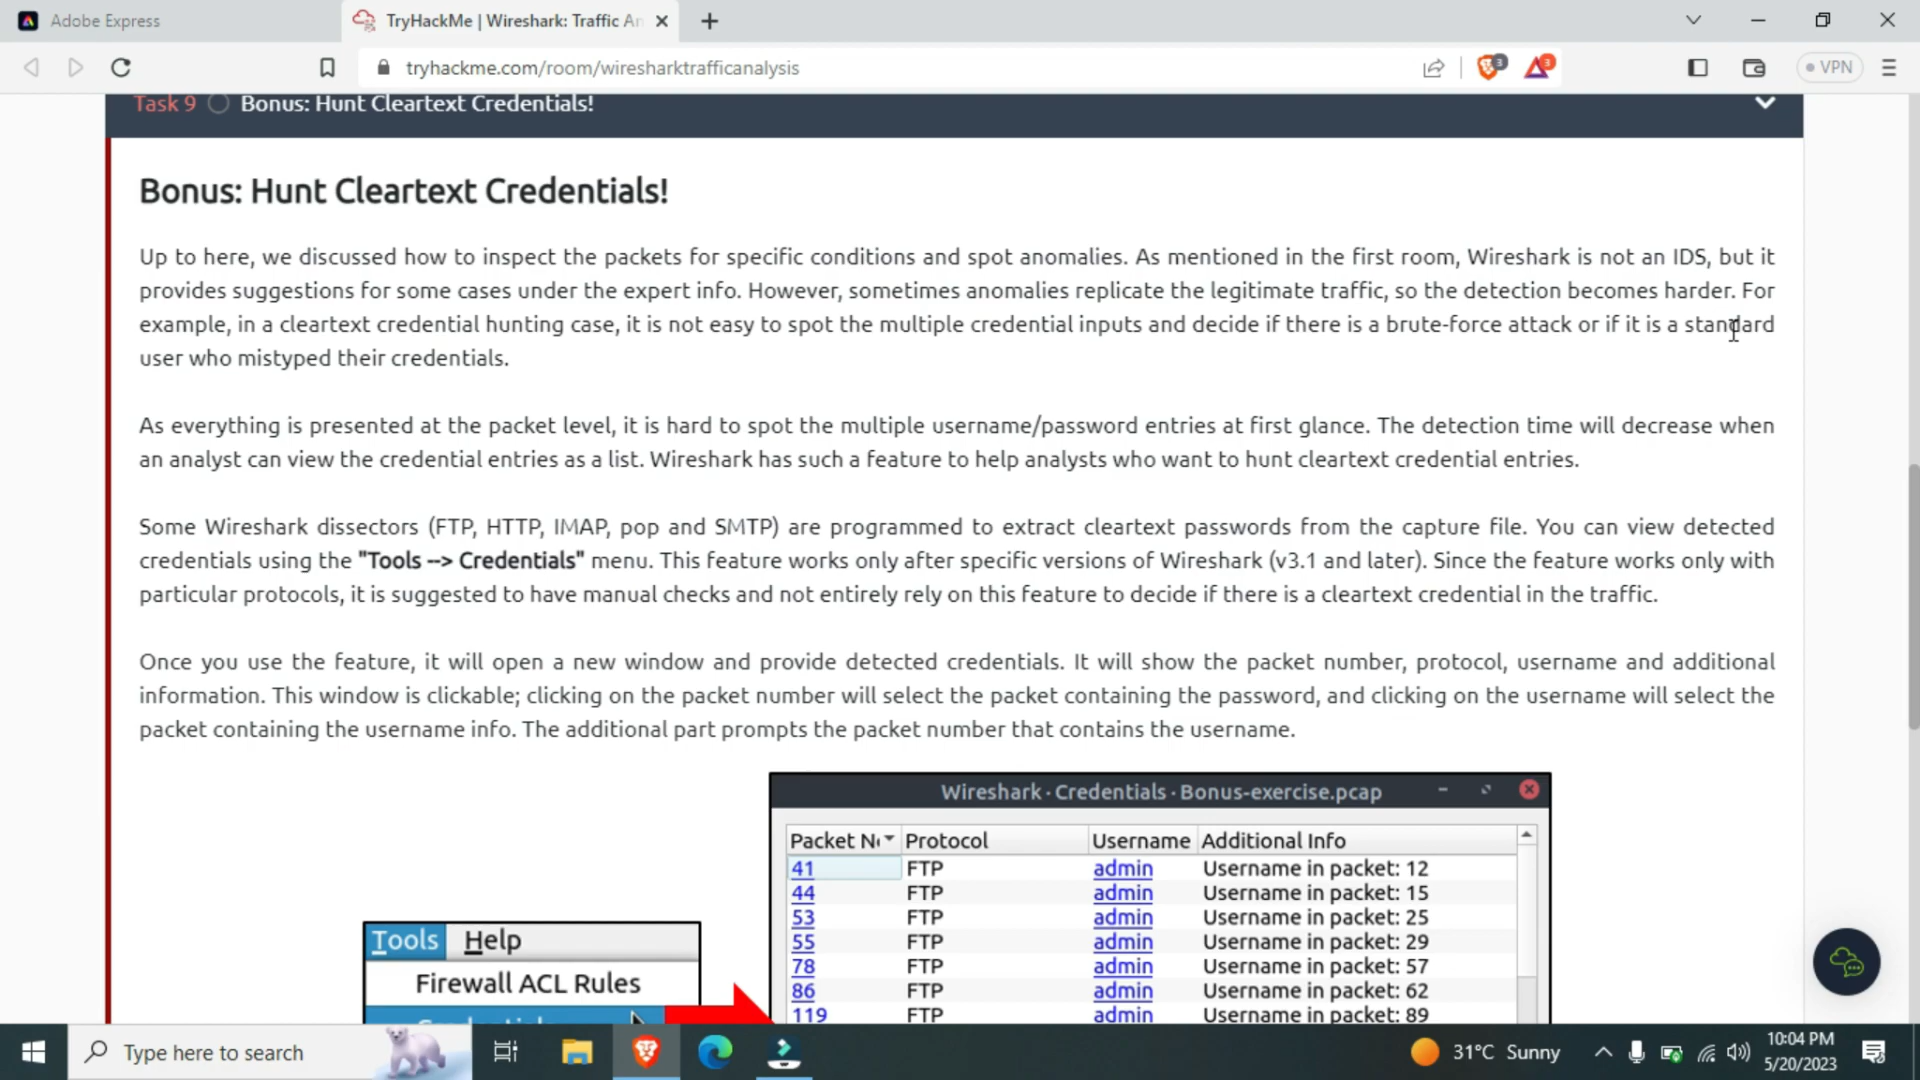 Adobe Express
TryHackMe | Wireshark: Traffic An
tryhackme.com/room/wiresharktrafficanalysis
3
3
VPN
Task 9 Bonus: Hunt Cleartext Credentials!
Bonus: Hunt Cleartext Credentials!
Up to here, we discussed how to inspect the packets for specific conditions and spot anomalies. As mentioned in the first room, Wireshark is not an IDS, but it
provides suggestions for some cases under the expert info. However, sometimes anomalies replicate the legitimate traffic, so the detection becomes harder. For
example, in a cleartext credential hunting case, it is not easy to spot the multiple credential inputs and decide if there is a brute-force attack or if it is a standard
user who mistyped their credentials.
As everything is presented at the packet level, it is hard to spot the multiple username/password entries at first glance. The detection time will decrease when
an analyst can view the credential entries as a list. Wireshark has such a feature to help analysts who want to hunt cleartext credential entries.
Some Wireshark dissectors (FTP, HTTP, IMAP, pop and SMTP) are programmed to extract cleartext passwords from the capture file. You can view detected
credentials using the "Tools --> Credentials" menu. This feature works only after specific versions of Wireshark (v3.1 and later). Since the feature works only with
particular protocols, it is suggested to have manual checks and not entirely rely on this feature to decide if there is a cleartext credential in the traffic.
Once you use the feature, it will open a new window and provide detected credentials. It will show the packet number, protocol, username and additional
information. This window is clickable; clicking on the packet number will select the packet containing the password, and clicking on the username will select the
packet containing the username info. The additional part prompts the packet number that contains the username.
Wireshark · Credentials · Bonus-exercise.pcap
Packet No Protocol Username Additional Info
41 FTP admin Username in packet: 12
44 FTP admin Username in packet: 15
53 FTP admin Username in packet: 25
55 FTP admin Username in packet: 29
78 FTP admin Username in packet: 57
86 FTP admin Username in packet: 62
119 FTP admin Username in packet: 89
Tools Help
Firewall ACL Rules
Type here to search
31°C Sunny
10:04 PM
5/20/2023